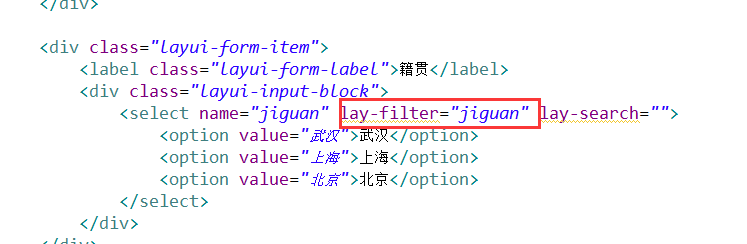 </div>
<div class="layui-form-item">
<label class="layui-form-label">籍贯</label>
<div class="layui-input-block">
<select name="jiguan" lay-filter="jiguan" lay-search="">
<option value="武汉">武汉</option>
<option value="上海">上海</option>
<option value="北京">北京</option>
</select>
</div>
</div>